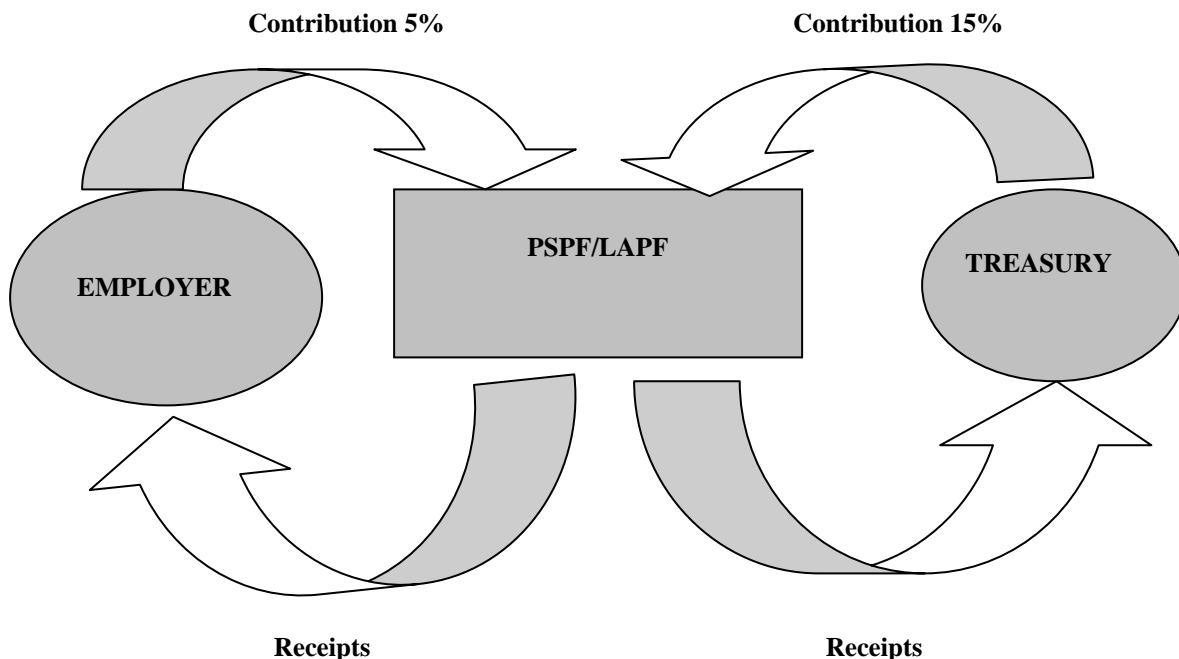 Contribution 5%
Contribution 15%
PSPF/LAPF
EMPLOYER
TREASURY
Receipts
Receipts